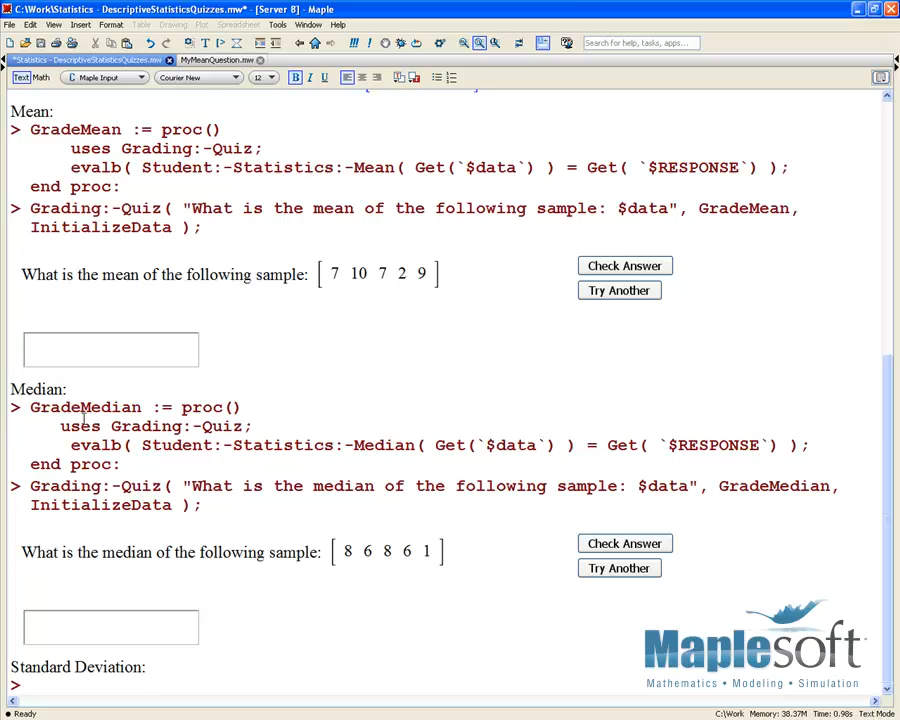 C:\Work\Statistics - DescriptiveStatisticsQuizzes.mw* - [Server 8] - Maple
File Edit View Insert Format Table Drawing Plot Spreadsheet Tools Window Help
Search for help, tasks, apps...
*Statistics - DescriptiveStatisticsQuizzes.mw MyMeanQuestion.mw
Text Math C Maple Input Courier New 12 B I U
Mean:
> GradeMean := proc()
uses Grading:-Quiz;
evalb( Student:-Statistics:-Mean( Get(`$data`) ) = Get( `$RESPONSE`) );
end proc:
> Grading:-Quiz( "What is the mean of the following sample: $data", GradeMean,
InitializeData );
What is the mean of the following sample: [ 7 10 7 2 9 ]
Check Answer
Try Another
Median:
> GradeMedian := proc()
uses Grading:-Quiz;
evalb( Student:-Statistics:-Median( Get(`$data`) ) = Get( `$RESPONSE`) );
end proc:
> Grading:-Quiz( "What is the median of the following sample: $data", GradeMedian,
InitializeData );
What is the median of the following sample: [ 8 6 8 6 1 ]
Check Answer
Try Another
Standard Deviation:
>
Maplesoft
Mathematics • Modeling • Simulation
Ready C:\Work Memory: 38.37M Time: 0.98s Text Mode